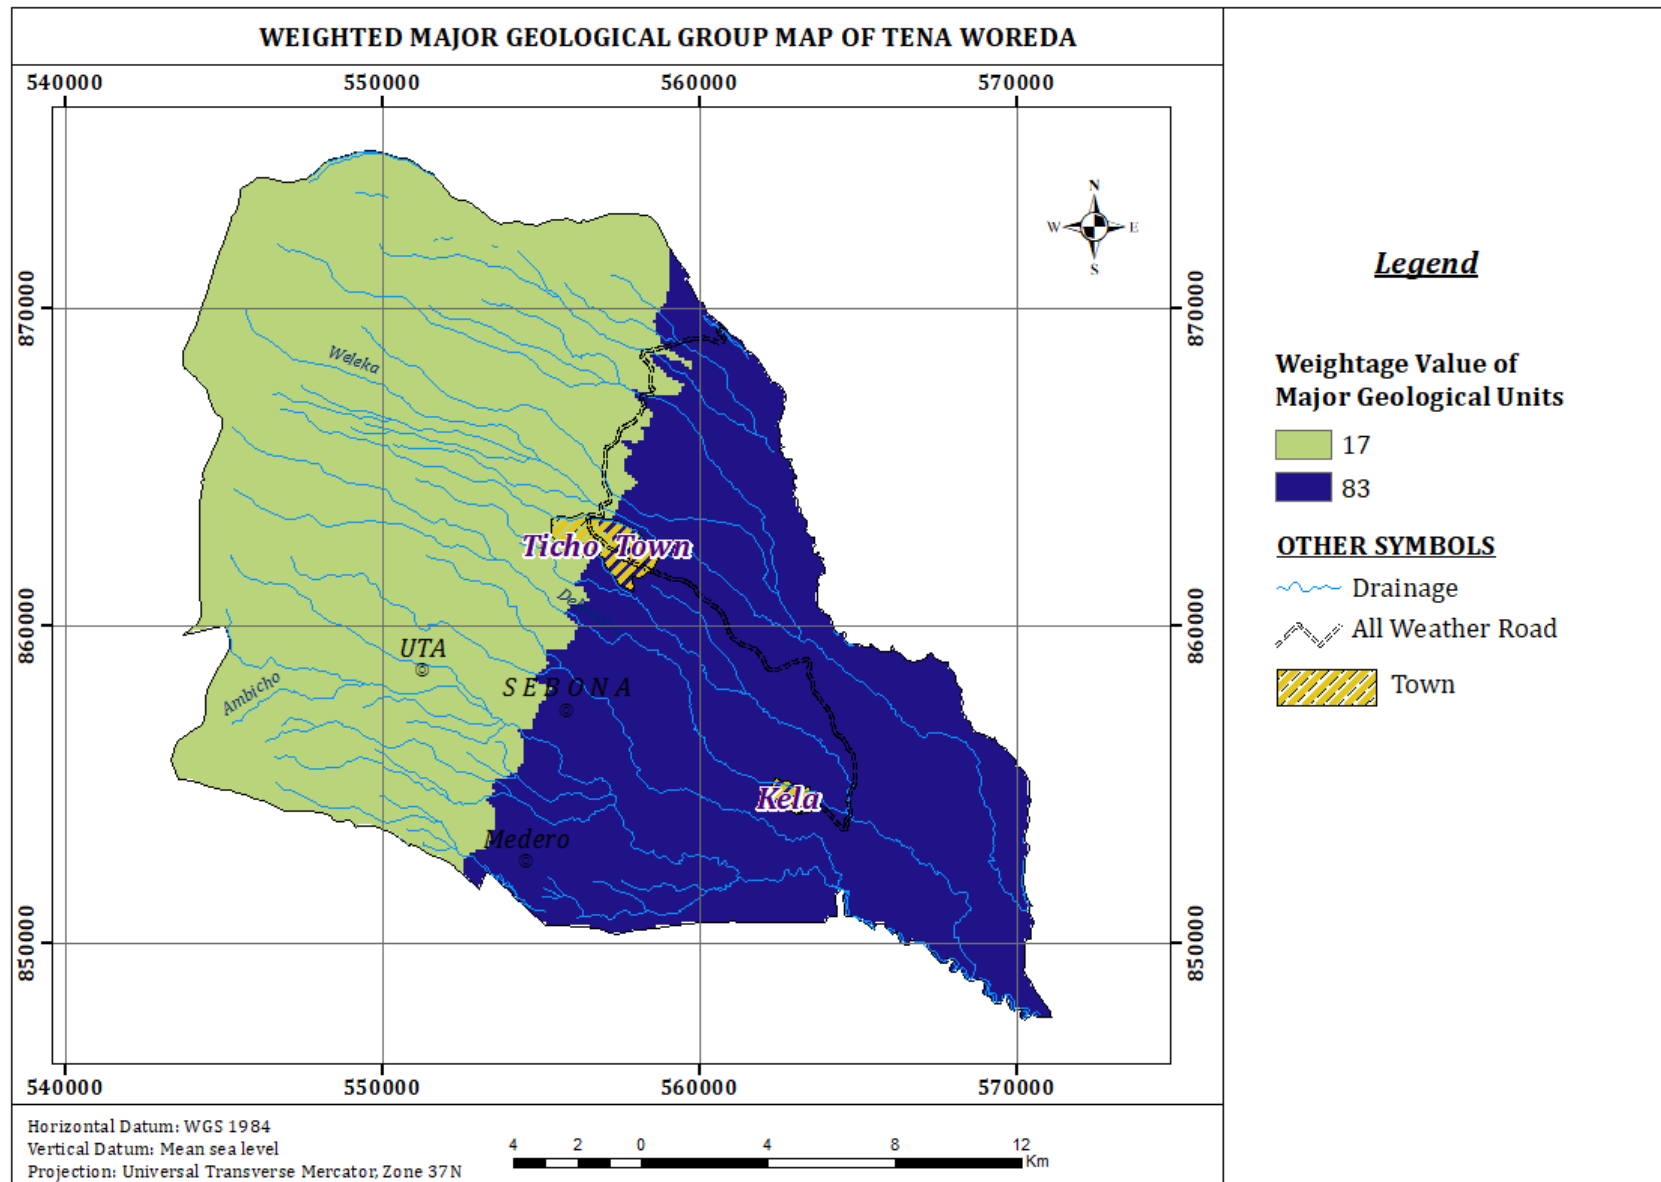 WEIGHTED MAJOR GEOLOGICAL GROUP MAP OF TENA WOREDA
540000 550000 560000 570000
N
W E
S
870000 870000
Weleka
Ticho Town
860000 860000
UTA
SEBONA
Ambicho
Kela
Medero
850000 850000
540000 550000 560000 570000
Horizontal Datum: WGS 1984
Vertical Datum: Mean sea level
Projection: Universal Transverse Mercator, Zone 37N
4 2 0 4 8 12
Km
Legend
Weightage Value of
Major Geological Units
17
83
OTHER SYMBOLS
Drainage
All Weather Road
Town